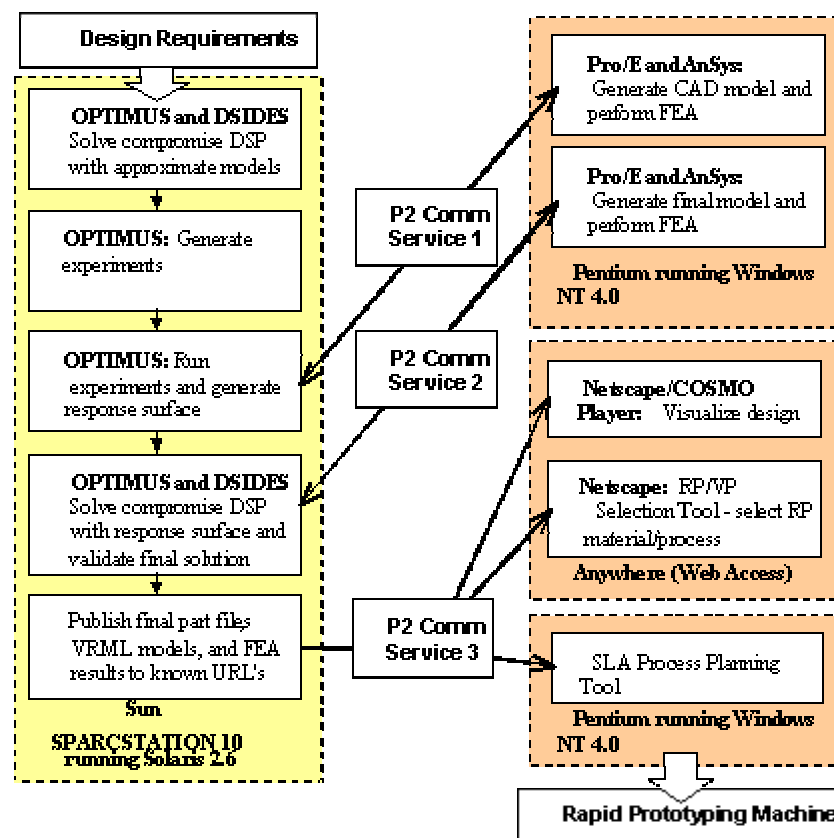 Design Requirements
OPTIMUS and DSIDES
Solve compromise DSP
with approximate models
OPTIMUS: Generate
experiments
OPTIMUS: Run
experiments and generate
response surface
OPTIMUS and DSIDES
Solve compromise DSP
with response surface and
validate final solution
Publish final part files,
VRML models, and FEA
results to known URL's
Sun
SPARCSTATION 10
running Solaris 2.6
P2 Comm
Service 1
P2 Comm
Service 2
P2 Comm
Service 3
Pro/E and AnSys:
Generate CAD model and
perform FEA
Pro/E and AnSys:
Generate final model and
perform FEA
Pentium running Windows
NT 4.0
Netscape/COSMO
Player: Visualize design
Netscape: RP/VP
Selection Tool - select RP
material/process
Anywhere (Web Access)
SLA Process Planning
Tool
Pentium running Windows
NT 4.0
Rapid Prototyping Machine